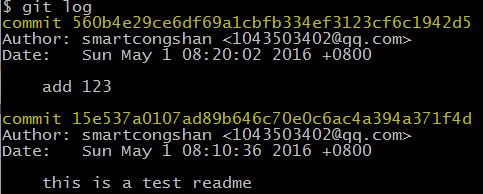 $ git log
commit 560b4e29ce6df69a1cbfb334ef3123cf6c1942d5
Author: smartcongshan <1043503402@qq.com>
Date:   Sun May 1 08:20:02 2016 +0800
    add 123
commit 15e537a0107ad89b646c70e0c6ac4a394a371f4d
Author: smartcongshan <1043503402@qq.com>
Date:   Sun May 1 08:10:36 2016 +0800
    this is a test readme